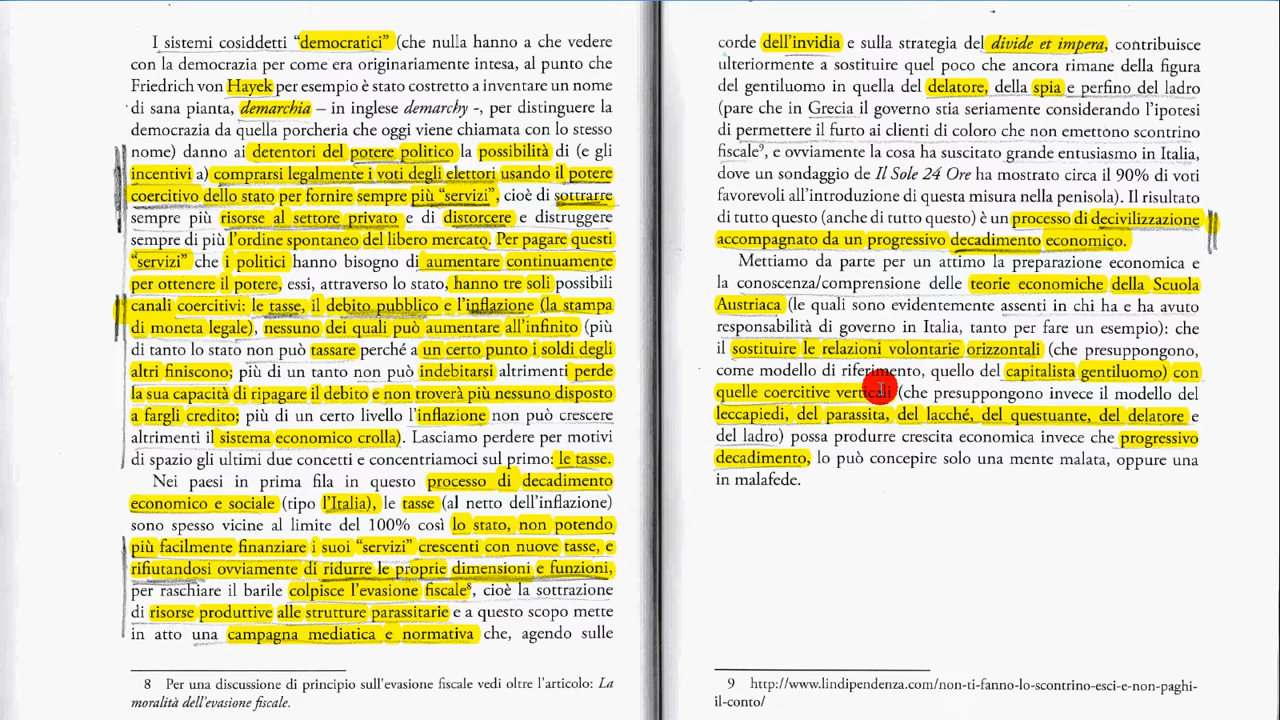 I sistemi cosiddetti “democratici” (che nulla hanno a che vedere
con la democrazia per come era originariamente intesa, al punto che
Friedrich von Hayek per esempio è stato costretto a inventare un nome
di sana pianta, demarchia – in inglese demarchy -, per distinguere la
democrazia da quella porcheria che oggi viene chiamata con lo stesso
nome) danno ai detentori del potere politico la possibilità di (e gli
incentivi a) comprarsi legalmente i voti degli elettori usando il potere
coercitivo dello stato per fornire sempre più “servizi”, cioè di sottrarre
sempre più risorse al settore privato e di distorcere e distruggere
sempre di più l’ordine spontaneo del libero mercato. Per pagare questi
“servizi” che i politici hanno bisogno di aumentare continuamente
per ottenere il potere, essi, attraverso lo stato, hanno tre soli possibili
canali coercitivi: le tasse, il debito pubblico e l’inflazione (la stampa
di moneta legale), nessuno dei quali può aumentare all’infinito (più
di tanto lo stato non può tassare perché a un certo punto i soldi degli
altri finiscono; più di un tanto non può indebitarsi altrimenti perde
la sua capacità di ripagare il debito e non troverà più nessuno disposto
a fargli credito; più di un certo livello l’inflazione non può crescere
altrimenti il sistema economico crolla). Lasciamo perdere per motivi
di spazio gli ultimi due concetti e concentriamoci sul primo: le tasse.
Nei paesi in prima fila in questo processo di decadimento
economico e sociale (tipo l’Italia), le tasse (al netto dell’inflazione)
sono spesso vicine al limite del 100% così lo stato, non potendo
più facilmente finanziare i suoi “servizi” crescenti con nuove tasse, e
rifiutandosi ovviamente di ridurre le proprie dimensioni e funzioni,
per raschiare il barile colpisce l’evasione fiscale⁸, cioè la sottrazione
di risorse produttive alle strutture parassitarie e a questo scopo mette
in atto una campagna mediatica e normativa che, agendo sulle
8 Per una discussione di principio sull’evasione fiscale vedi oltre l’articolo: La
moralità dell’evasione fiscale.
corde dell’invidia e sulla strategia del divide et impera, contribuisce
ulteriormente a sostituire quel poco che ancora rimane della figura
del gentiluomo in quella del delatore, della spia e perfino del ladro
(pare che in Grecia il governo stia seriamente considerando l’ipotesi
di permettere il furto ai clienti di coloro che non emettono scontrino
fiscale⁹, e ovviamente la cosa ha suscitato grande entusiasmo in Italia,
dove un sondaggio de Il Sole 24 Ore ha mostrato circa il 90% di voti
favorevoli all’introduzione di questa misura nella penisola). Il risultato
di tutto questo (anche di tutto questo) è un processo di decivilizzazione
accompagnato da un progressivo decadimento economico.
Mettiamo da parte per un attimo la preparazione economica e
la conoscenza/comprensione delle teorie economiche della Scuola
Austriaca (le quali sono evidentemente assenti in chi ha e ha avuto
responsabilità di governo in Italia, tanto per fare un esempio): che
il sostituire le relazioni volontarie orizzontali (che presuppongono,
come modello di riferimento, quello del capitalista gentiluomo) con
quelle coercitive verticali (che presuppongono invece il modello del
leccapiedi, del parassita, del lacché, del questuante, del delatore e
del ladro) possa produrre crescita economica invece che progressivo
decadimento, lo può concepire solo una mente malata, oppure una
in malafede.
9 http://www.lindipendenza.com/non-ti-fanno-lo-scontrino-esci-e-non-paghi-
il-conto/